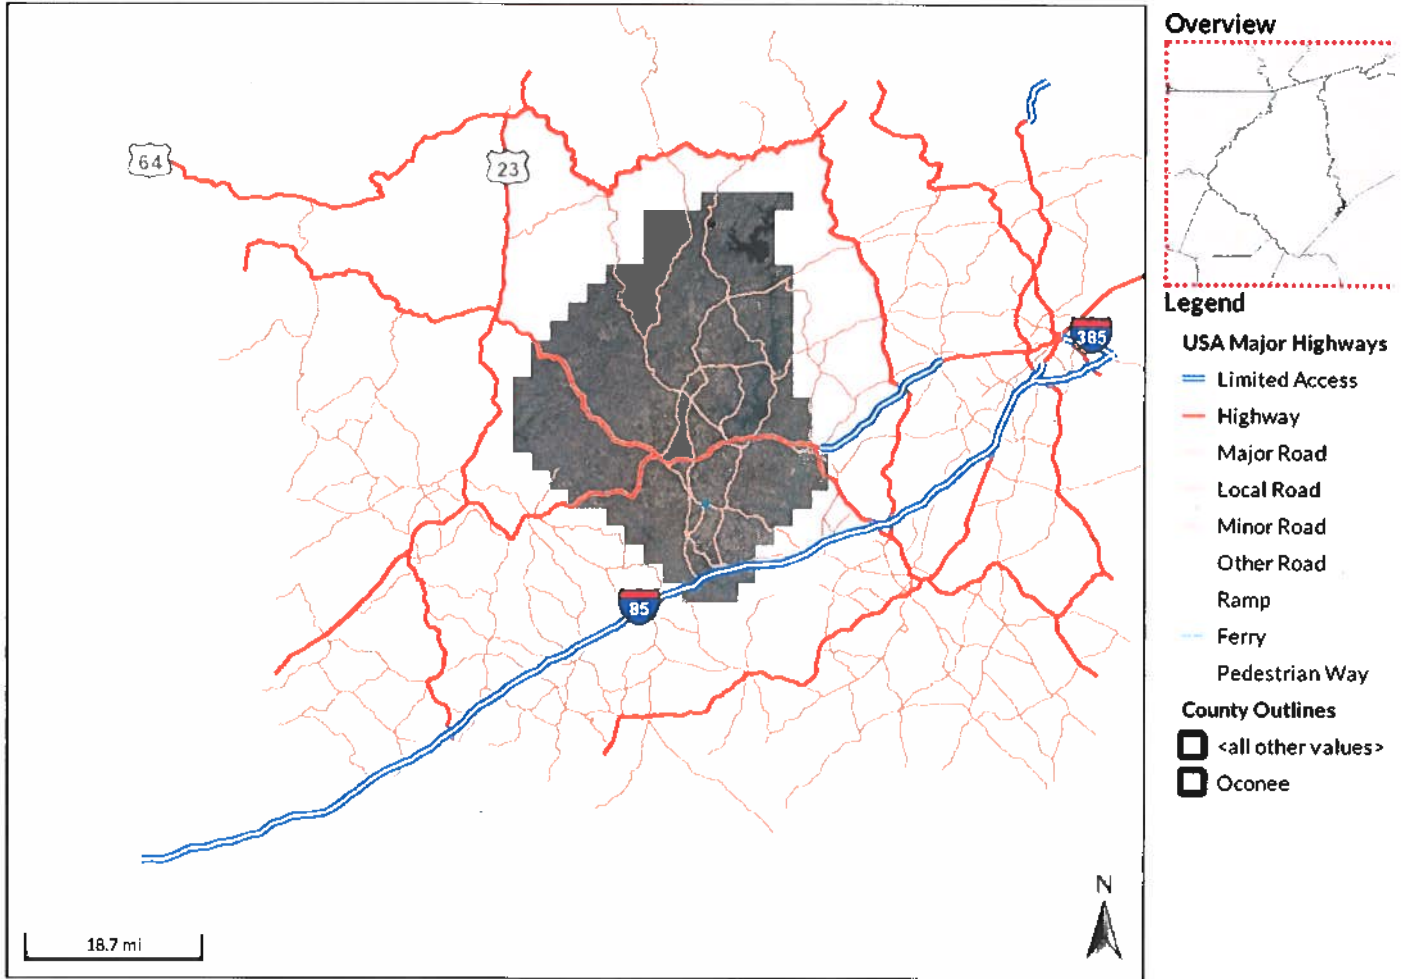 64
23
385
85
18.7 mi
N
Overview
Legend
USA Major Highways
Limited Access
Highway
Major Road
Local Road
Minor Road
Other Road
Ramp
Ferry
Pedestrian Way
County Outlines
<all other values>
Oconee